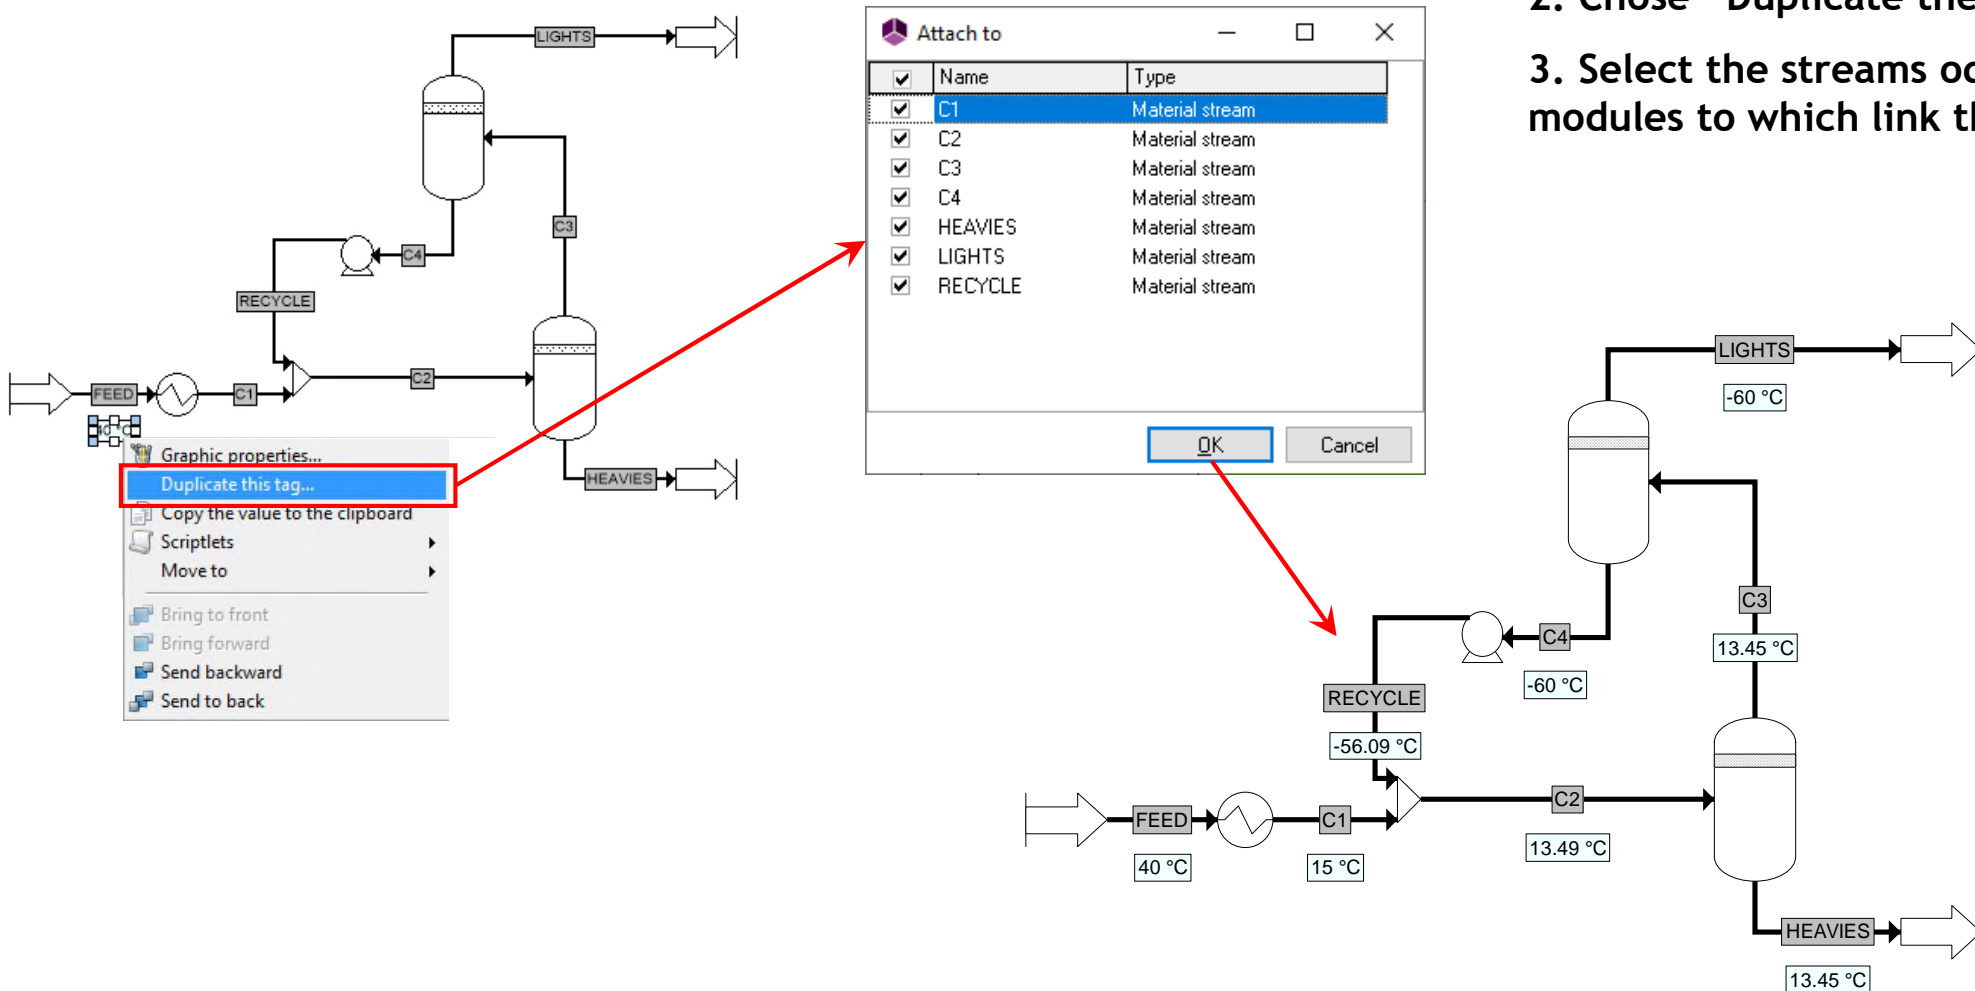 2. Chose “Duplicate the
3. Select the streams o
modules to which link t
LIGHTS
C3
C4
RECYCLE
FEED
C1
C2
HEAVIES
40 °C
Graphic properties...
Duplicate this tag...
Copy the value to the clipboard
Scriptlets
Move to
Bring to front
Bring forward
Send backward
Send to back
Attach to
Name Type
C1 Material stream
C2 Material stream
C3 Material stream
C4 Material stream
HEAVIES Material stream
LIGHTS Material stream
RECYCLE Material stream
OK Cancel
LIGHTS
-60 °C
C3
13.45 °C
C4
-60 °C
RECYCLE
-56.09 °C
FEED
40 °C
C1
15 °C
C2
13.49 °C
HEAVIES
13.45 °C